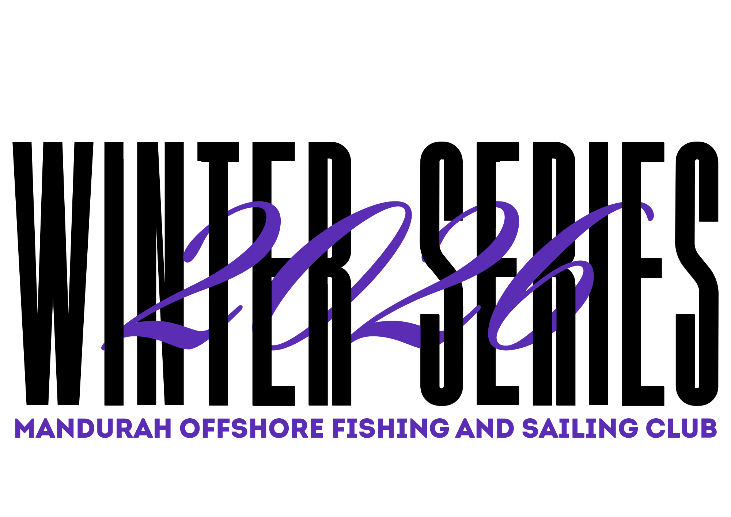 WINTER SERIES
2026
MANDURAH OFFSHORE FISHING AND SAILING CLUB